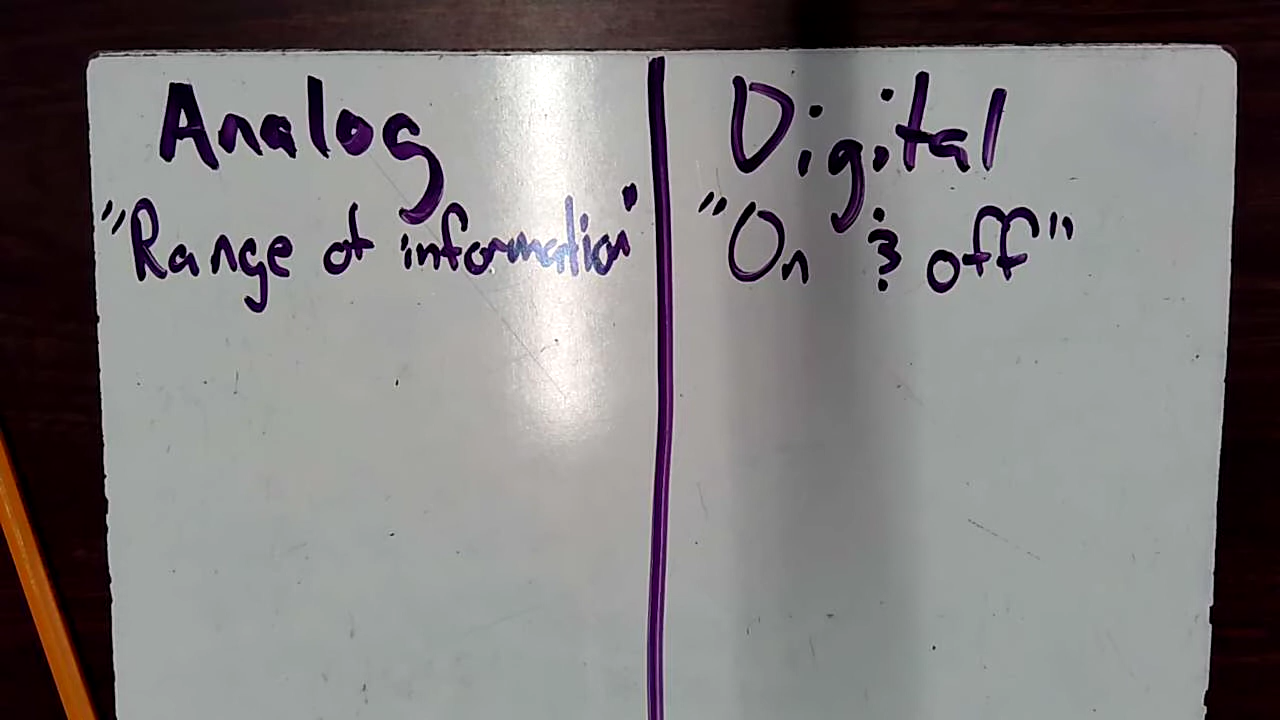 Analog
"Range of information"
Digital
"On & off"